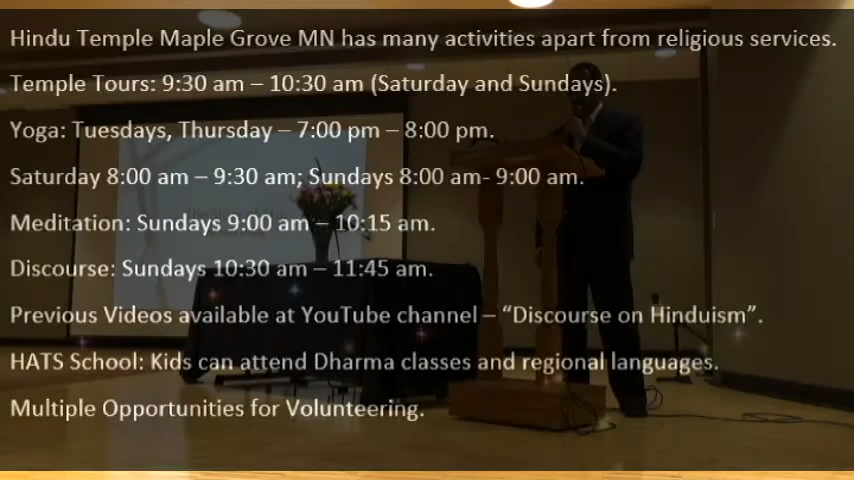 Hindu Temple Maple Grove MN has many activities apart from religious services.
Temple Tours: 9:30 am – 10:30 am (Saturday and Sundays).
Yoga: Tuesdays, Thursday – 7:00 pm – 8:00 pm.
Saturday 8:00 am – 9:30 am; Sundays 8:00 am- 9:00 am.
Meditation: Sundays 9:00 am – 10:15 am.
Discourse: Sundays 10:30 am – 11:45 am.
Previous Videos available at YouTube channel – “Discourse on Hinduism”.
HATS School: Kids can attend Dharma classes and regional languages.
Multiple Opportunities for Volunteering.